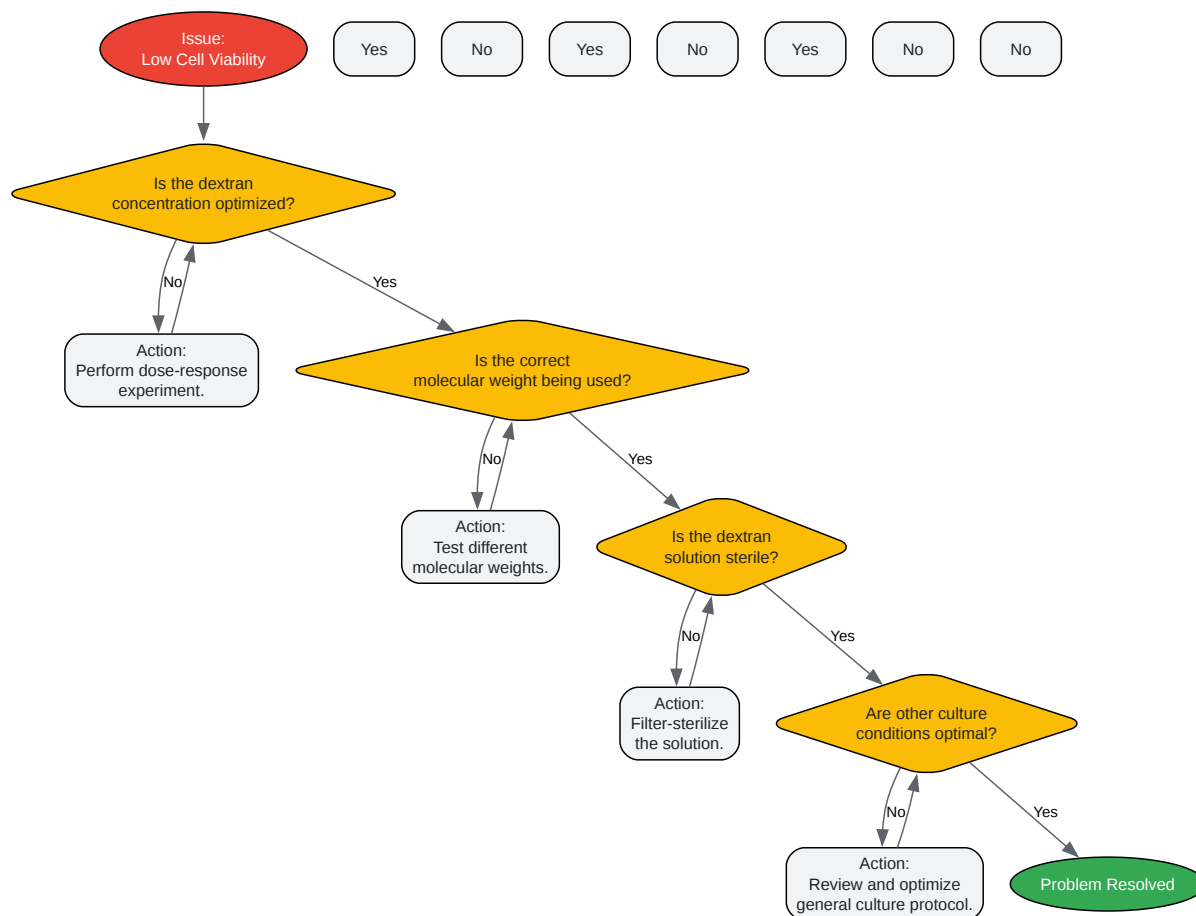 Issue:
Low Cell Viability
Yes
No
Yes
No
Yes
No
No
Is the dextran
concentration optimized?
No
Yes
Action:
Perform dose-response
experiment.
Is the correct
molecular weight being used?
No
Yes
Action:
Test different
molecular weights.
Is the dextran
solution sterile?
No
Yes
Action:
Filter-sterilize
the solution.
Are other culture
conditions optimal?
No
Yes
Action:
Review and optimize
general culture protocol.
Problem Resolved